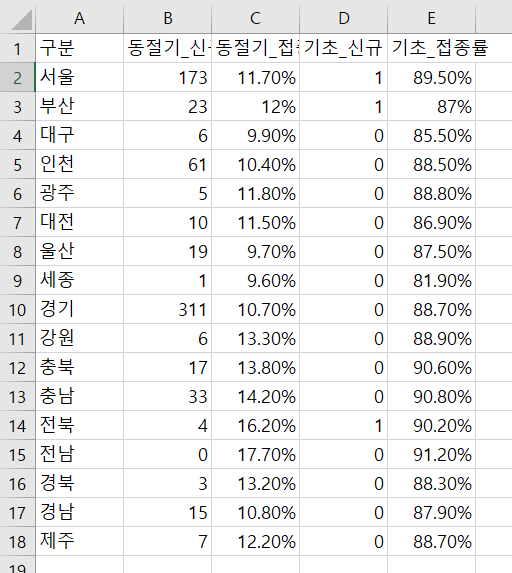 A B C D E
1 구분 동절기_신 동절기_접 기초_신규 기초_접종률
2 서울 173 11.70% 1 89.50%
3 부산 23 12% 1 87%
4 대구 6 9.90% 0 85.50%
5 인천 61 10.40% 0 88.50%
6 광주 5 11.80% 0 88.80%
7 대전 10 11.50% 0 86.90%
8 울산 19 9.70% 0 87.50%
9 세종 1 9.60% 0 81.90%
10 경기 311 10.70% 0 88.70%
11 강원 6 13.30% 0 88.90%
12 충북 17 13.80% 0 90.60%
13 충남 33 14.20% 0 90.80%
14 전북 4 16.20% 1 90.20%
15 전남 0 17.70% 0 91.20%
16 경북 3 13.20% 0 88.30%
17 경남 15 10.80% 0 87.90%
18 제주 7 12.20% 0 88.70%
19